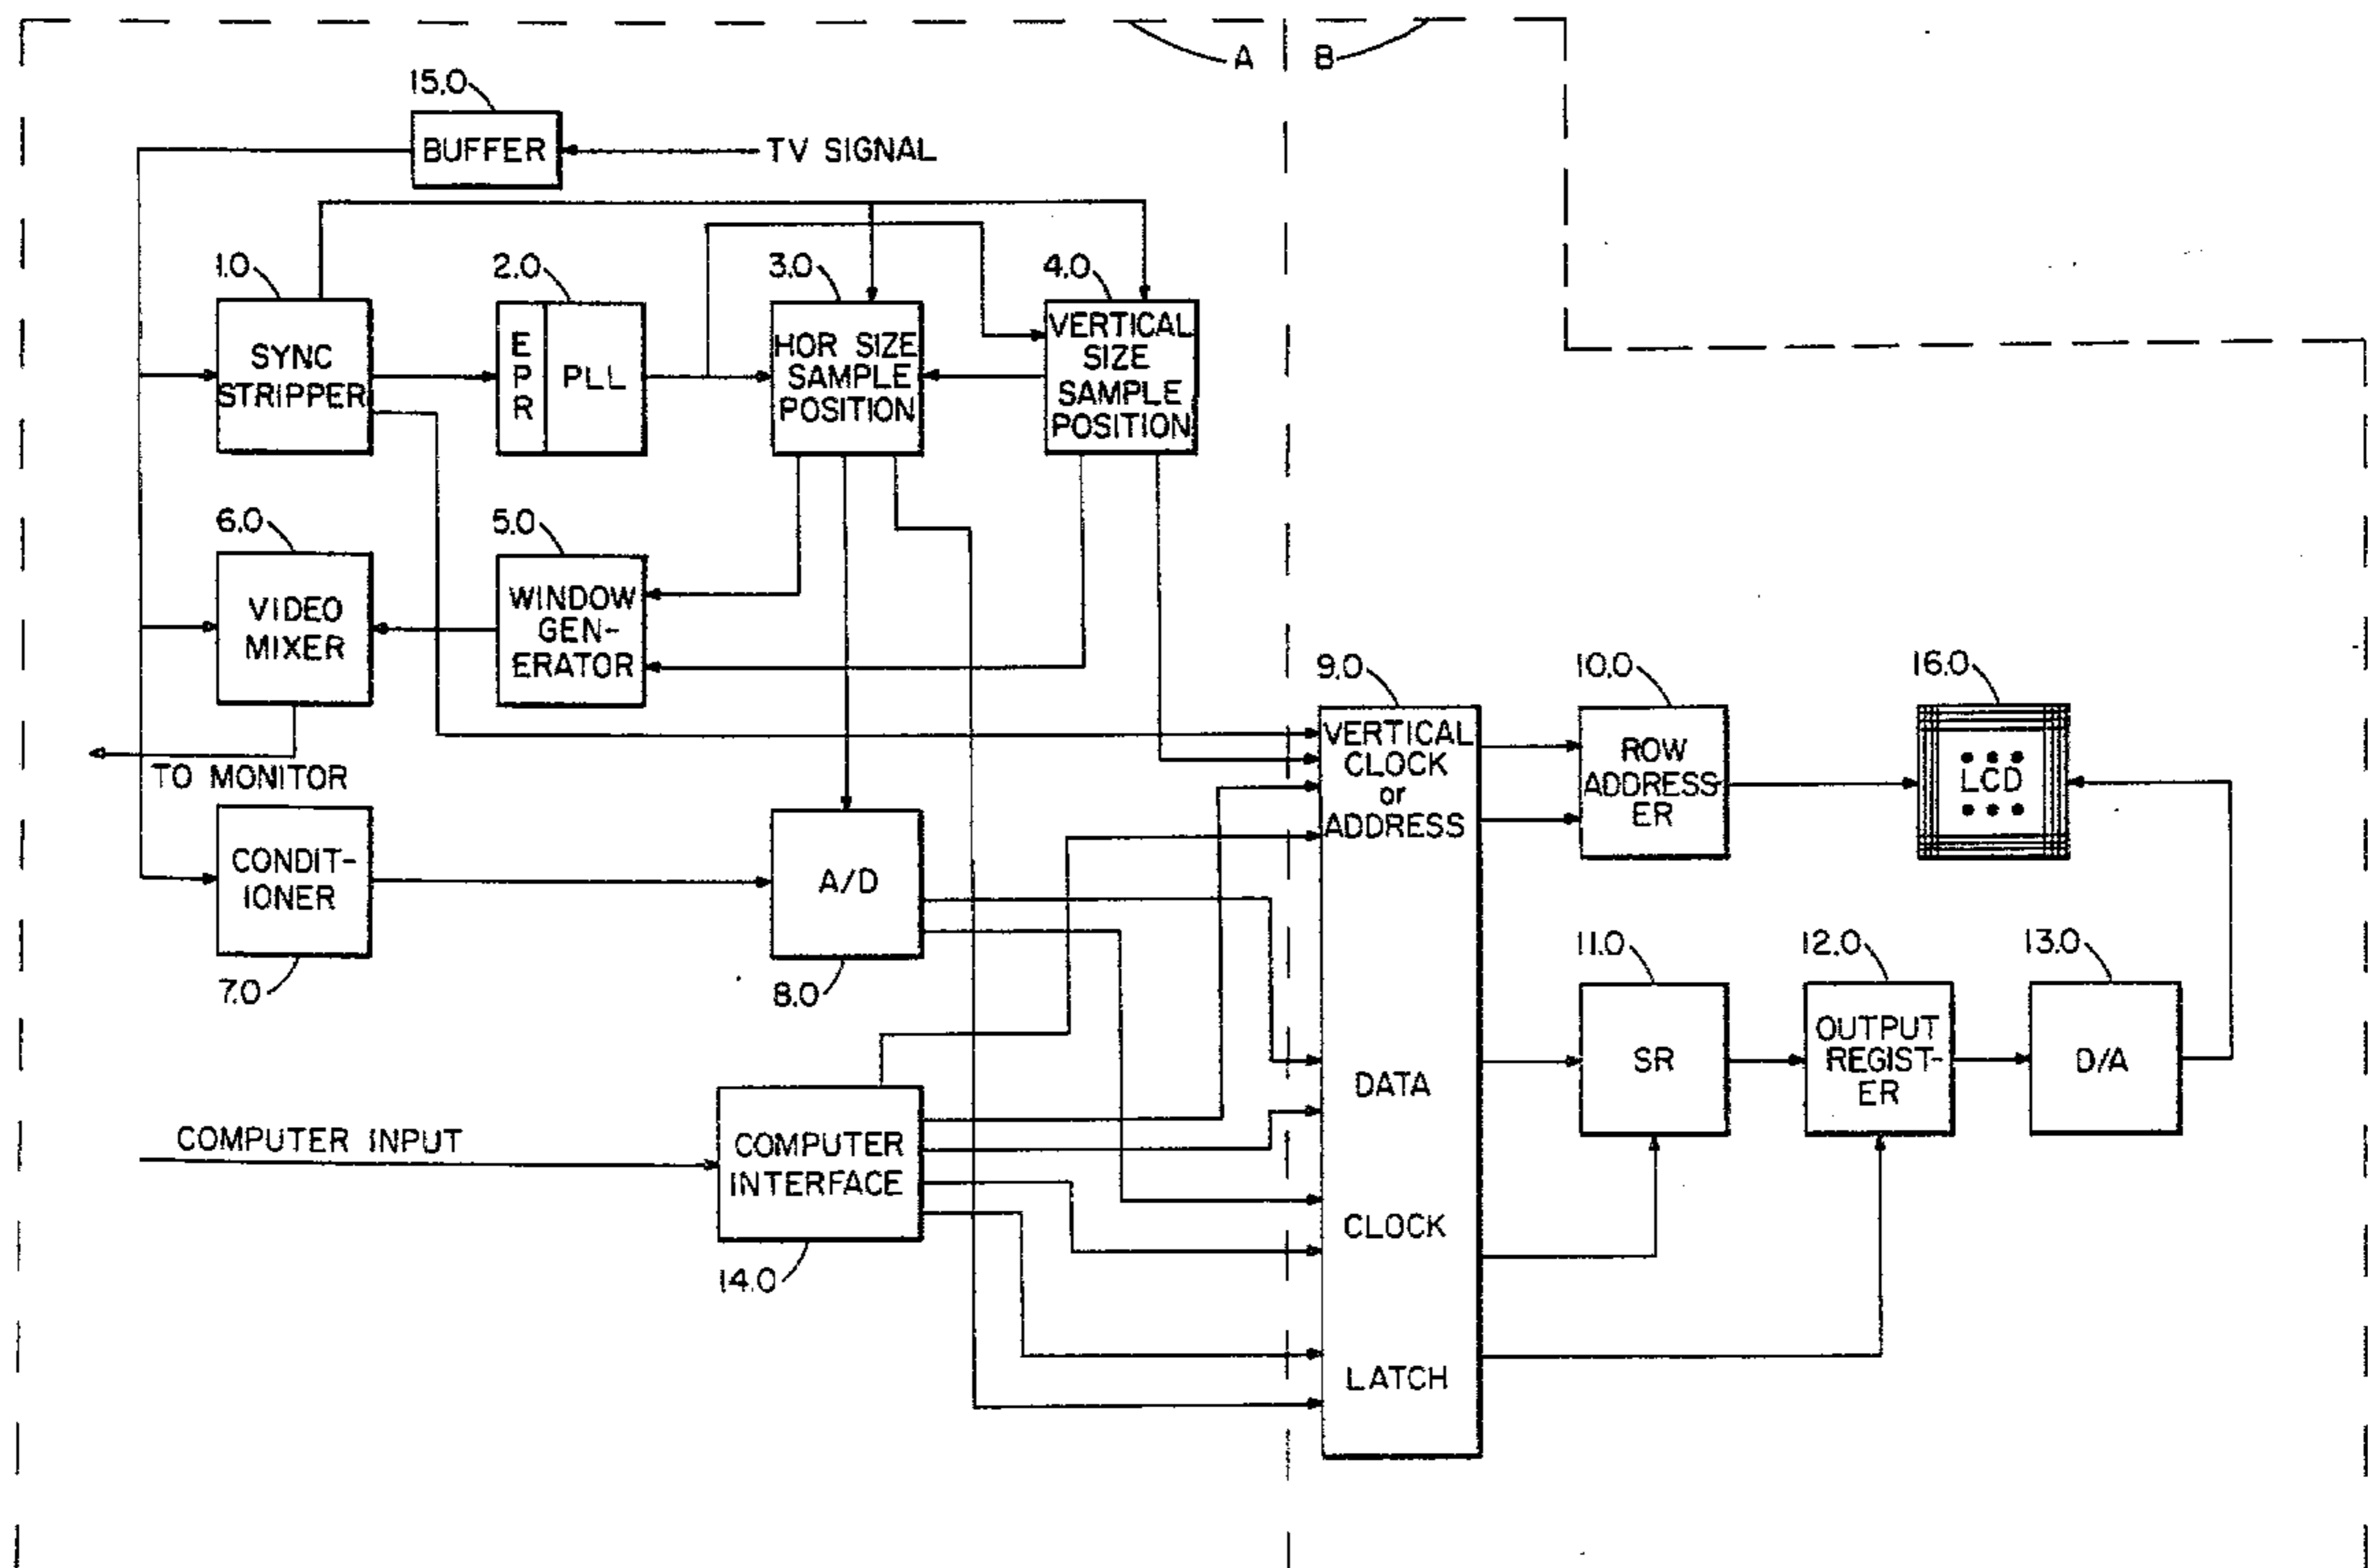 A
B
15.0
BUFFER
TV SIGNAL
1.0
SYNC
STRIPPER
2.0
E
P
R
PLL
3.0
HOR SIZE
SAMPLE
POSITION
4.0
VERTICAL
SIZE
SAMPLE
POSITION
6.0
VIDEO
MIXER
5.0
WINDOW
GEN-
ERATOR
TO MONITOR
CONDIT-
IONER
7.0
A/D
8.0
COMPUTER INPUT
COMPUTER
INTERFACE
14.0
9.0
VERTICAL
CLOCK
or
ADDRESS
DATA
CLOCK
LATCH
10.0
ROW
ADDRESS-
ER
16.0
LCD
11.0
SR
12.0
OUTPUT
REGIST-
ER
13.0
D/A